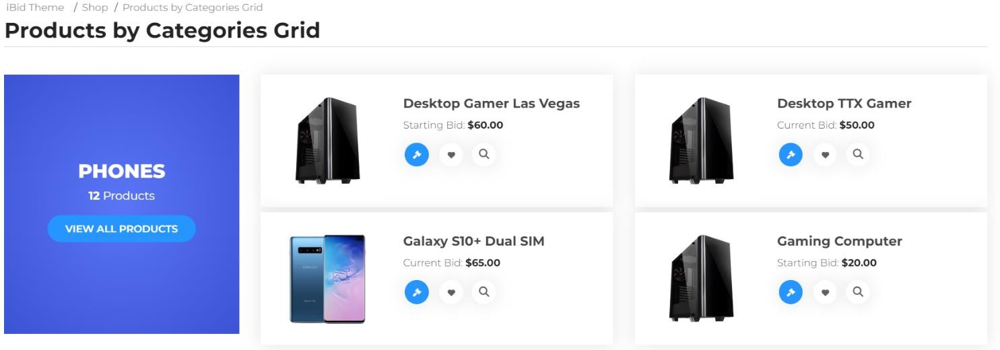 iBid Theme / Shop / Products by Categories Grid
Products by Categories Grid
PHONES
12 Products
VIEW ALL PRODUCTS
Desktop Gamer Las Vegas
Starting Bid: $60.00
Desktop TTX Gamer
Current Bid: $50.00
Galaxy S10+ Dual SIM
Current Bid: $65.00
Gaming Computer
Starting Bid: $20.00